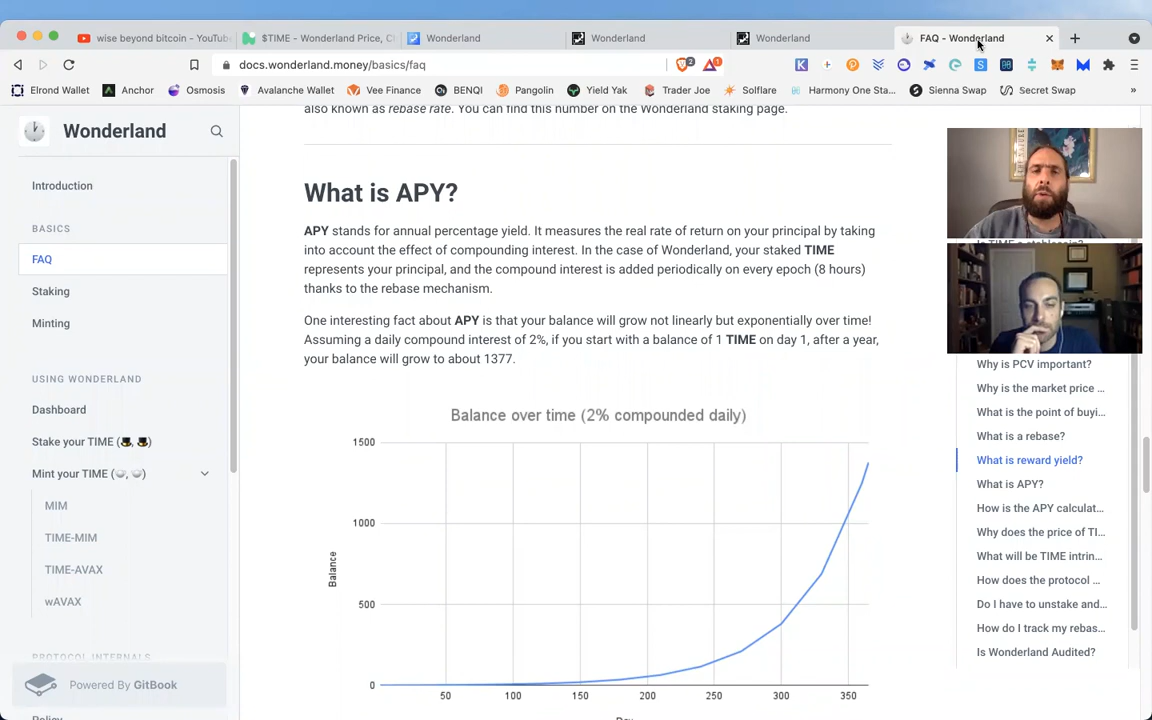 wise beyond bitcoin - YouTub
$TIME - Wonderland Price, C
Wonderland
Wonderland
Wonderland
FAQ - Wonderland
docs.wonderland.money/basics/faq
2
1
Elrond Wallet
Anchor
Osmosis
Avalanche Wallet
Vee Finance
BENQI
Pangolin
Yield Yak
Trader Joe
Solflare
Harmony One Sta...
Sienna Swap
Secret Swap
»
Wonderland
Introduction
BASICS
FAQ
Staking
Minting
USING WONDERLAND
Dashboard
Stake your TIME (🎩, 🎩)
Mint your TIME (
MIM
TIME-MIM
TIME-AVAX
wAVAX
PROTOCOL INTERNALS
Policy
Powered By GitBook
also known as rebase rate. You can find this number on the Wonderland staking page.
What is APY?
APY stands for annual percentage yield. It measures the real rate of return on your principal by taking
into account the effect of compounding interest. In the case of Wonderland, your staked TIME
represents your principal, and the compound interest is added periodically on every epoch (8 hours)
thanks to the rebase mechanism.
One interesting fact about APY is that your balance will grow not linearly but exponentially over time!
Assuming a daily compound interest of 2%, if you start with a balance of 1 TIME on day 1, after a year,
your balance will grow to about 1377.
Balance over time (2% compounded daily)
1500
1000
500
0
Balance
50
100
150
200
250
300
350
Day
Is TIME a stablecoin?
Why is PCV important?
Why is the market price ...
What is the point of buyi...
What is a rebase?
What is reward yield?
What is APY?
How is the APY calculat...
Why does the price of TI...
What will be TIME intrin...
How does the protocol ...
Do I have to unstake and...
How do I track my rebas...
Is Wonderland Audited?